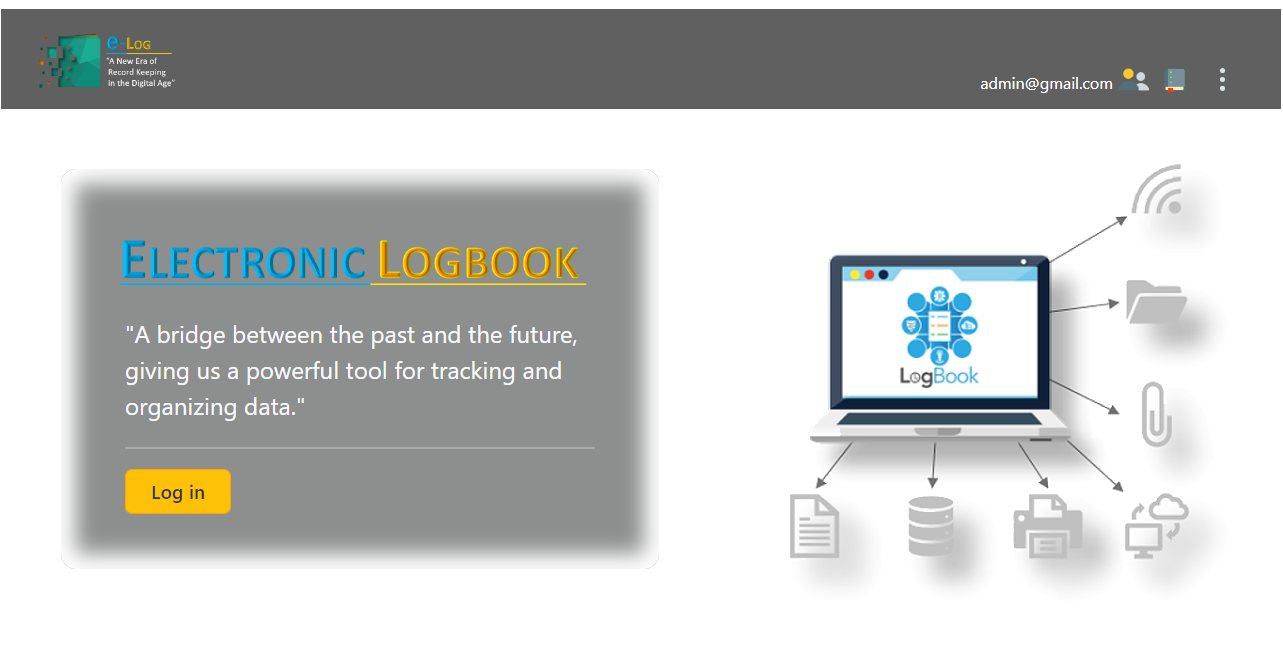 e-Log
"A New Era of
Record Keeping
in the Digital Age"
admin@gmail.com
Electronic Logbook
"A bridge between the past and the future,
giving us a powerful tool for tracking and
organizing data."
Log in
LogBook